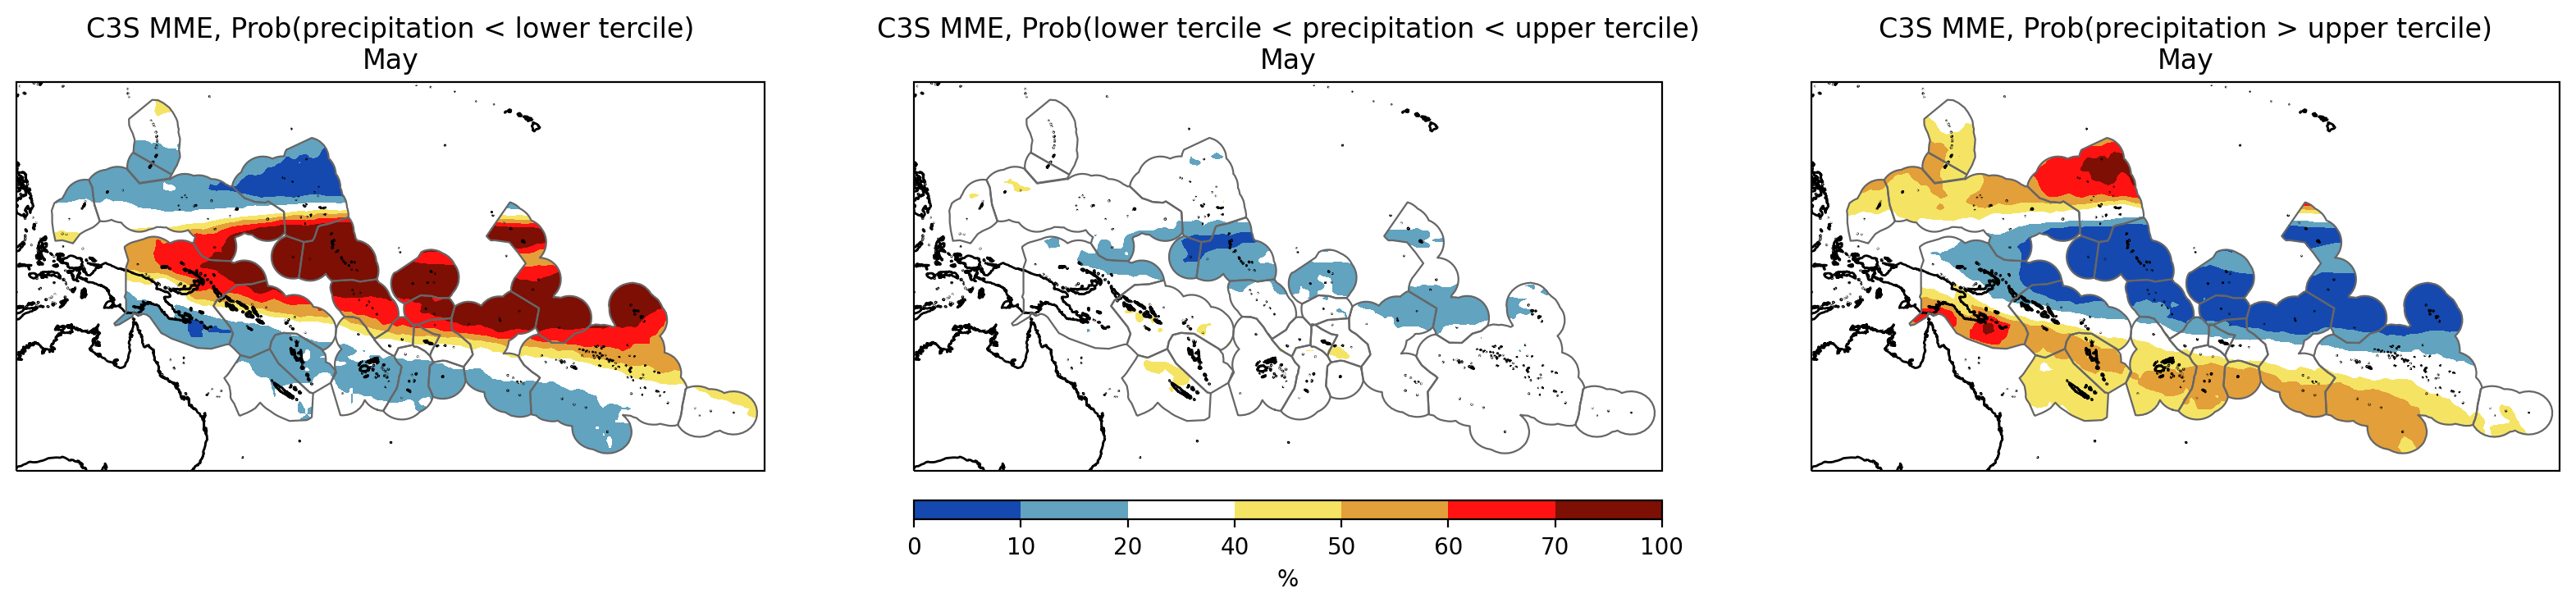 C3S MME, Prob(precipitation < lower tercile)
May
C3S MME, Prob(lower tercile < precipitation < upper tercile)
May
C3S MME, Prob(precipitation > upper tercile)
May
0 10 20 40 50 60 70 100
%